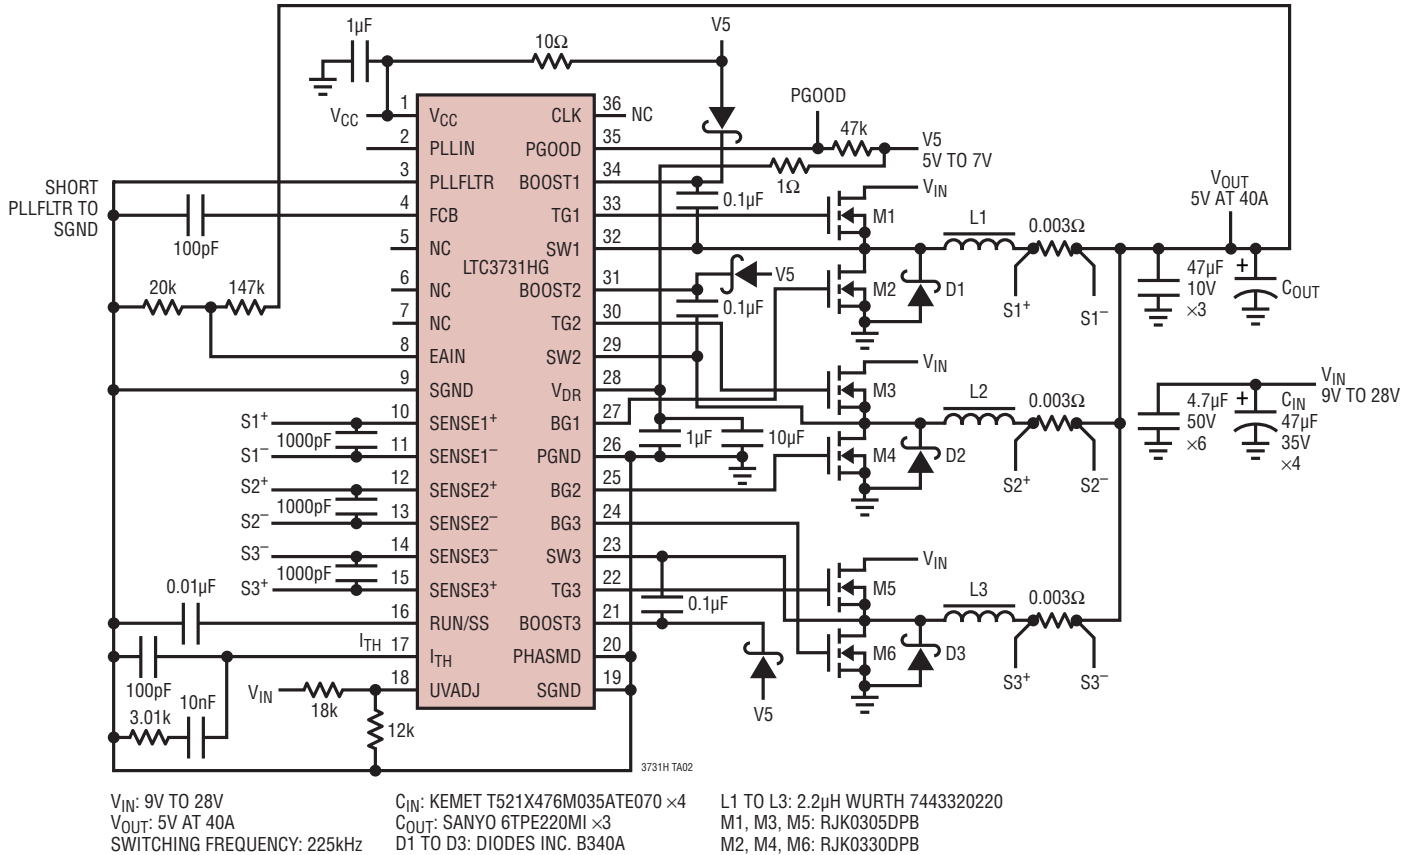 1µF
10Ω
V5
PGOOD
47k
V5
5V TO 7V
1Ω
VCC
1
2
3
4
5
6
7
8
9
10
11
12
13
14
15
16
17
18
VCC
PLLIN
PLLFLTR
FCB
NC
NC
NC
EAIN
SGND
SENSE1+
SENSE1–
SENSE2+
SENSE2–
SENSE3–
SENSE3+
RUN/SS
ITH
UVADJ
LTC3731HG
CLK
PGOOD
BOOST1
TG1
SW1
BOOST2
TG2
SW2
VDR
BG1
PGND
BG2
BG3
SW3
TG3
BOOST3
PHASMD
SGND
36
35
34
33
32
31
30
29
28
27
26
25
24
23
22
21
20
19
NC
SHORT
PLLFLTR TO
SGND
100pF
20k
147k
S1+
1000pF
S1–
S2+
1000pF
S2–
S3–
1000pF
S3+
0.01µF
ITH
100pF
10nF
3.01k
VIN
18k
12k
0.1µF
V5
0.1µF
1µF
10µF
0.1µF
V5
VIN
M1
M2
D1
L1
0.003Ω
S1+
S1–
VIN
M3
M4
D2
L2
0.003Ω
S2+
S2–
VIN
M5
M6
D3
L3
0.003Ω
S3+
S3–
VOUT
5V AT 40A
47µF
10V
×3
+
COUT
VIN
9V TO 28V
4.7µF
50V
×6
+
CIN
47µF
35V
×4
3731H TA02
VIN: 9V TO 28V
VOUT: 5V AT 40A
SWITCHING FREQUENCY: 225kHz
CIN: KEMET T521X476M035ATE070 ×4
COUT: SANYO 6TPE220MI ×3
D1 TO D3: DIODES INC. B340A
L1 TO L3: 2.2µH WURTH 7443320220
M1, M3, M5: RJK0305DPB
M2, M4, M6: RJK0330DPB